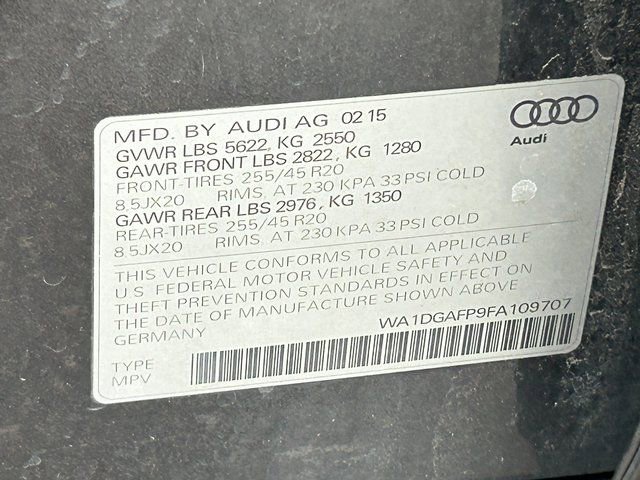 MFD. BY AUDI AG 02 15
GVWR LBS 5622, KG 2550
GAWR FRONT LBS 2822, KG 1280
FRONT-TIRES 255/45 R20
8.5JX20 RIMS, AT 230 KPA 33 PSI COLD
GAWR REAR LBS 2976, KG 1350
REAR-TIRES 255/45 R20
8.5JX20 RIMS, AT 230 KPA 33 PSI COLD
Audi
THIS VEHICLE CONFORMS TO ALL APPLICABLE
U.S FEDERAL MOTOR VEHICLE SAFETY AND
THEFT PREVENTION STANDARDS IN EFFECT ON
THE DATE OF MANUFACTURE SHOWN ABOVE
GERMANY
WA1DGAFP9FA109707
TYPE
MPV